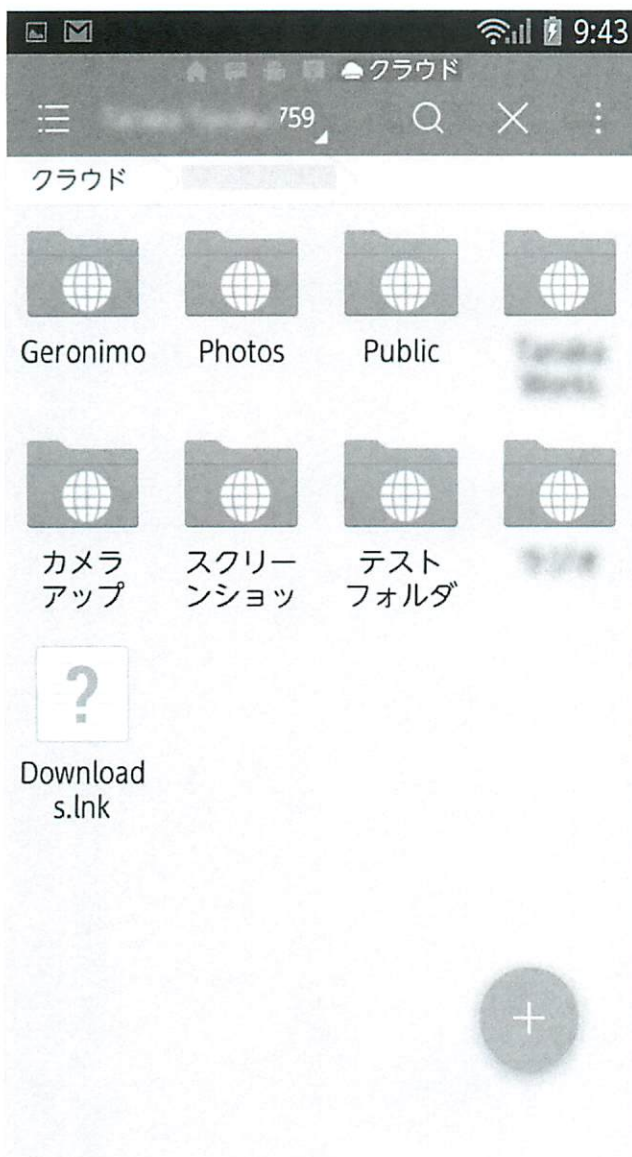 9:43
クラウド
759
クラウド
Geronimo Photos Public
カメラ スクリー テスト
アップ ンショッ フォルダ
?
Download
s.lnk